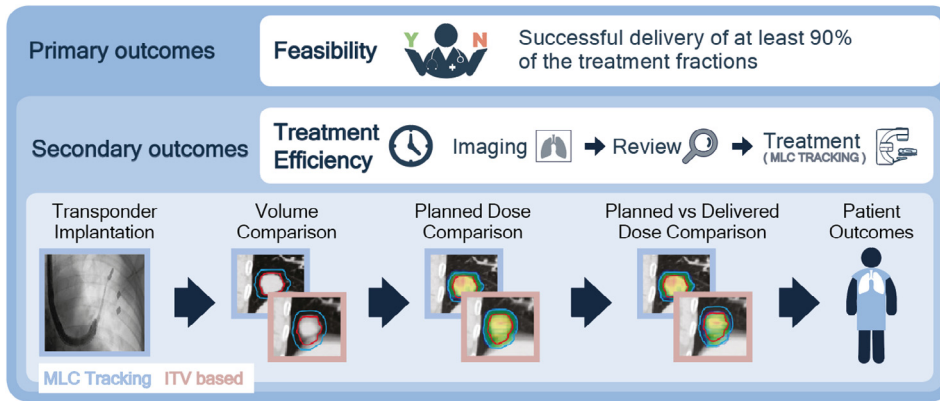 Primary outcomes
Feasibility
Y N
Successful delivery of at least 90%
of the treatment fractions
Secondary outcomes
Treatment
Efficiency
Imaging
Review
Treatment
(MLC TRACKING)
Transponder
Implantation
Volume
Comparison
Planned Dose
Comparison
Planned vs Delivered
Dose Comparison
Patient
Outcomes
MLC Tracking
ITV based